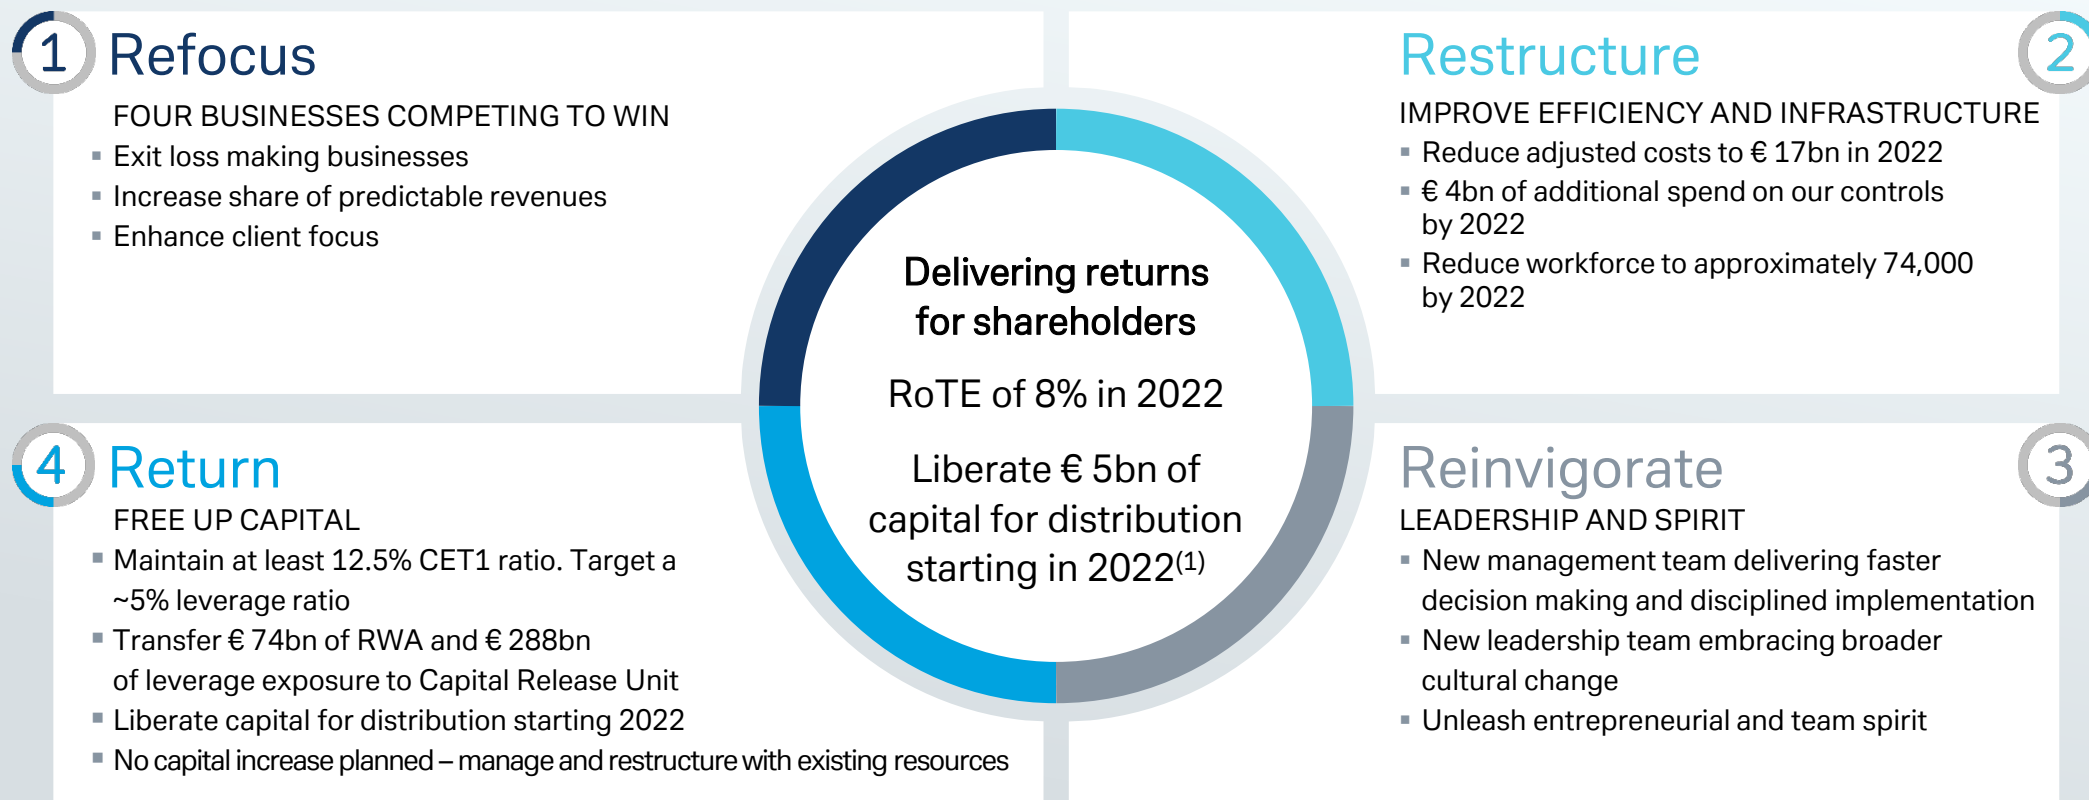 1 Refocus
FOUR BUSINESSES COMPETING TO WIN
▪ Exit loss making businesses
▪ Increase share of predictable revenues
▪ Enhance client focus
Restructure 2
IMPROVE EFFICIENCY AND INFRASTRUCTURE
▪ Reduce adjusted costs to € 17bn in 2022
▪ € 4bn of additional spend on our controls
by 2022
▪ Reduce workforce to approximately 74,000
by 2022
Delivering returns
for shareholders
RoTE of 8% in 2022
Liberate € 5bn of
capital for distribution
starting in 2022(1)
Reinvigorate 3
LEADERSHIP AND SPIRIT
▪ New management team delivering faster
decision making and disciplined implementation
▪ New leadership team embracing broader
cultural change
▪ Unleash entrepreneurial and team spirit
4 Return
FREE UP CAPITAL
▪ Maintain at least 12.5% CET1 ratio. Target a
~5% leverage ratio
▪ Transfer € 74bn of RWA and € 288bn
of leverage exposure to Capital Release Unit
▪ Liberate capital for distribution starting 2022
▪ No capital increase planned – manage and restructure with existing resources